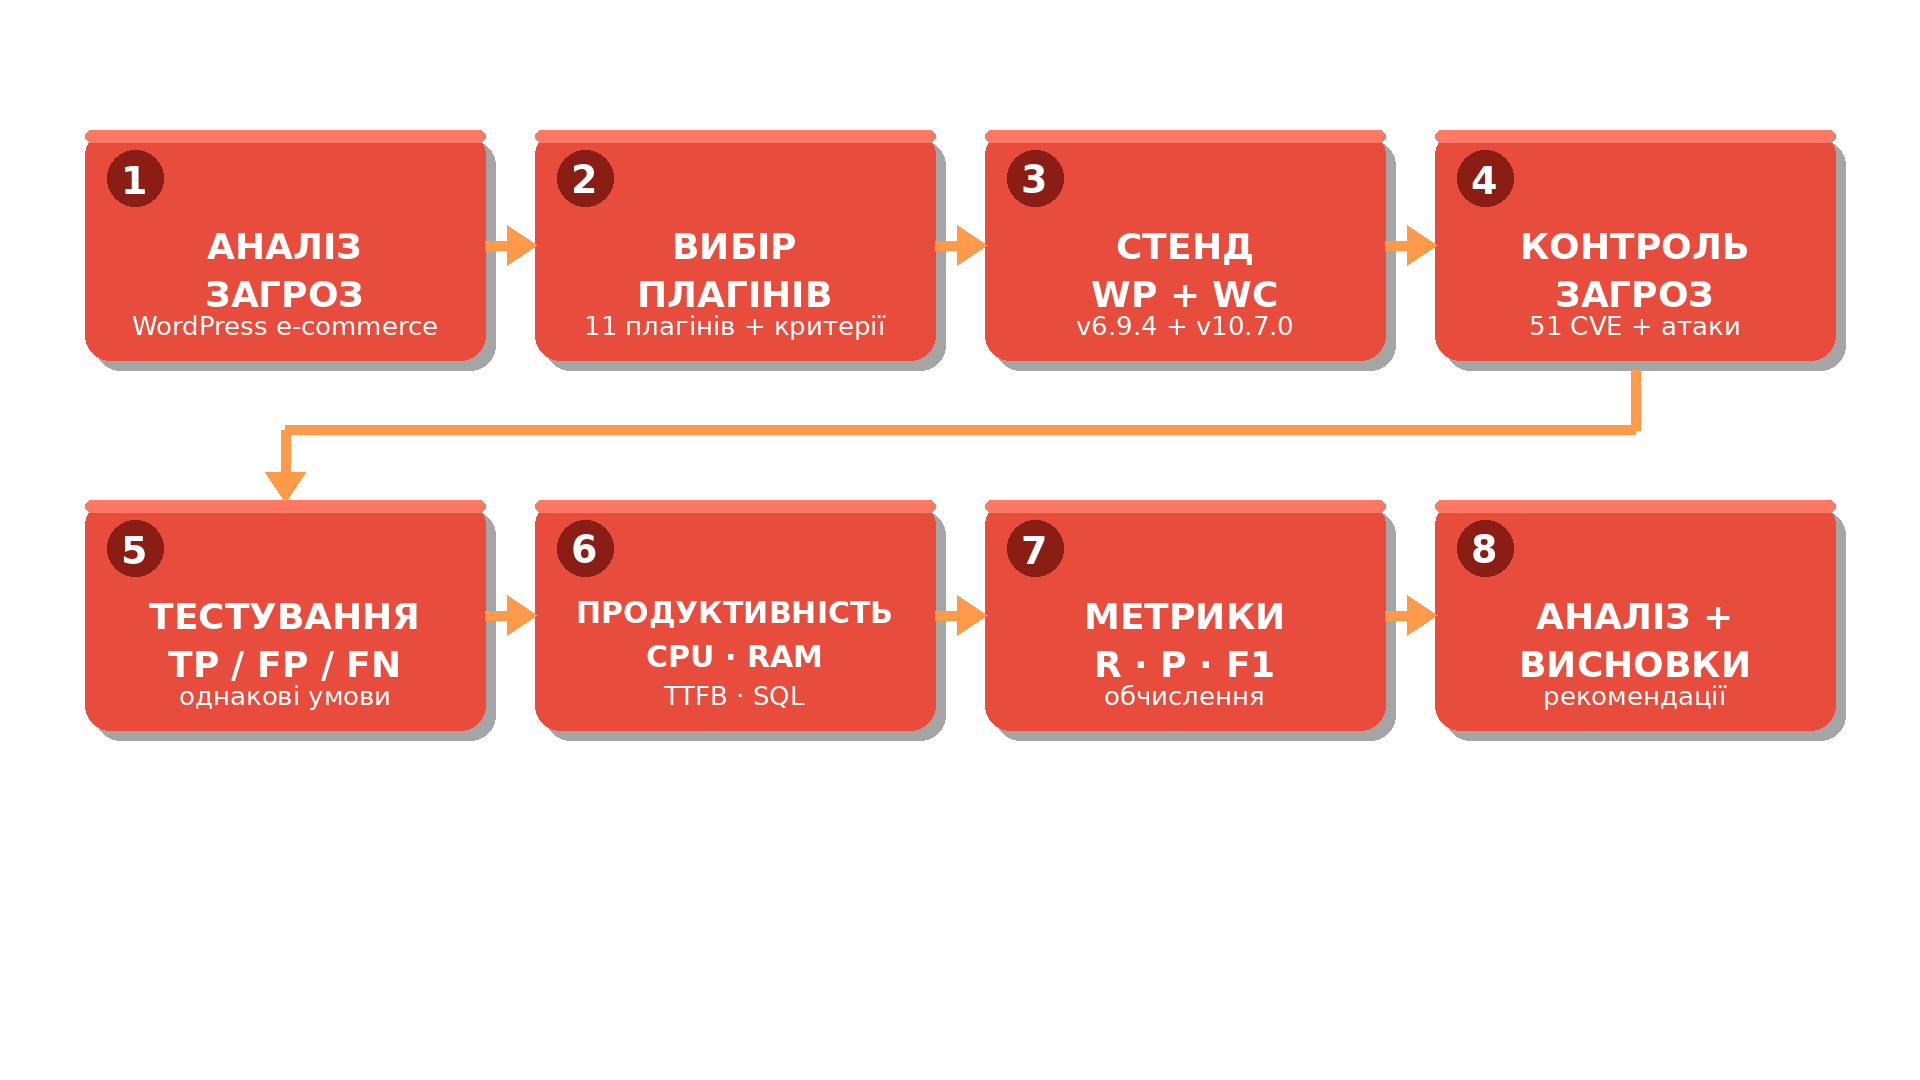 1
АНАЛІЗ
ЗАГРОЗ
WordPress e-commerce
2
ВИБІР
ПЛАГІНІВ
11 плагінів + критерії
3
СТЕНД
WP + WC
v6.9.4 + v10.7.0
4
КОНТРОЛЬ
ЗАГРОЗ
51 CVE + атаки
5
ТЕСТУВАННЯ
TP / FP / FN
однакові умови
6
ПРОДУКТИВНІСТЬ
CPU · RAM
TTFB · SQL
7
МЕТРИКИ
R · P · F1
обчислення
8
АНАЛІЗ +
ВИСНОВКИ
рекомендації